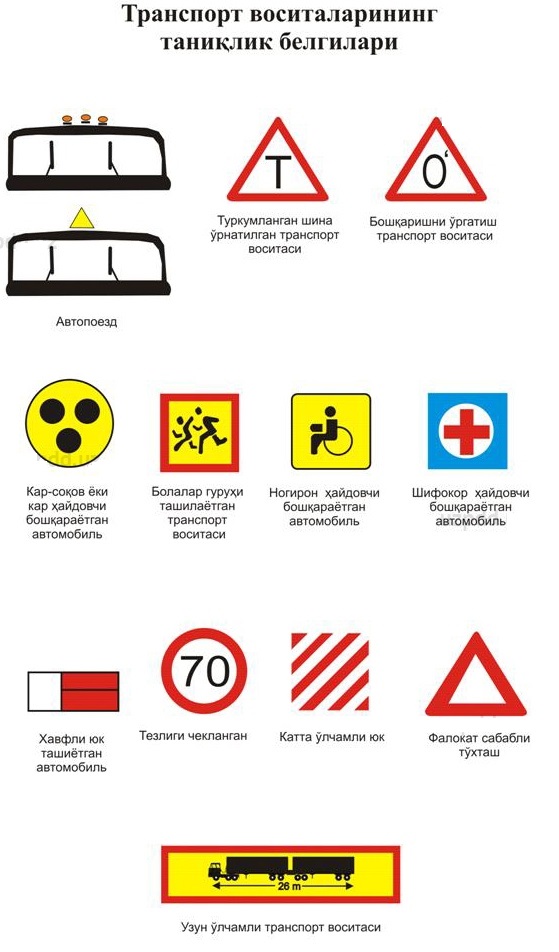 Транспорт воситаларининг
таниқлик белгилари
Т
Oʻ
Автопоезд
Туркумланган шина
ўрнатилган транспорт
воситаси
Бошқаришни ўргатиш
транспорт воситаси
Кар-соқов ёки
кар ҳайдовчи
бошқараётган
автомобиль
Болалар гуруҳи
ташилаётган
транспорт
воситаси
Ногирон ҳайдовчи
бошқараётган
автомобиль
Шифокор ҳайдовчи
бошқараётган
автомобиль
70
Хавфли юк
ташиётган
автомобиль
Тезлиги чекланган
Катта ўлчамли юк
Фалокат сабабли
тўхташ
26 m
Узун ўлчамли транспорт воситаси